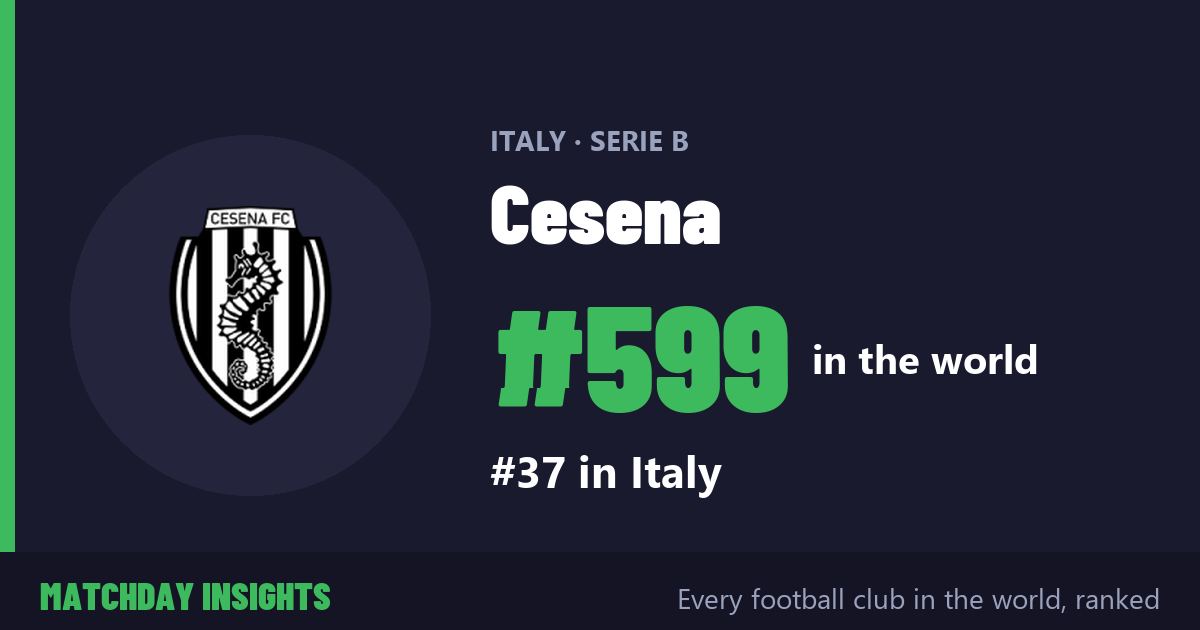 CESENA FC
ITALY · SERIE B
Cesena
#599 in the world
#37 in Italy
MATCHDAY INSIGHTS
Every football club in the world, ranked